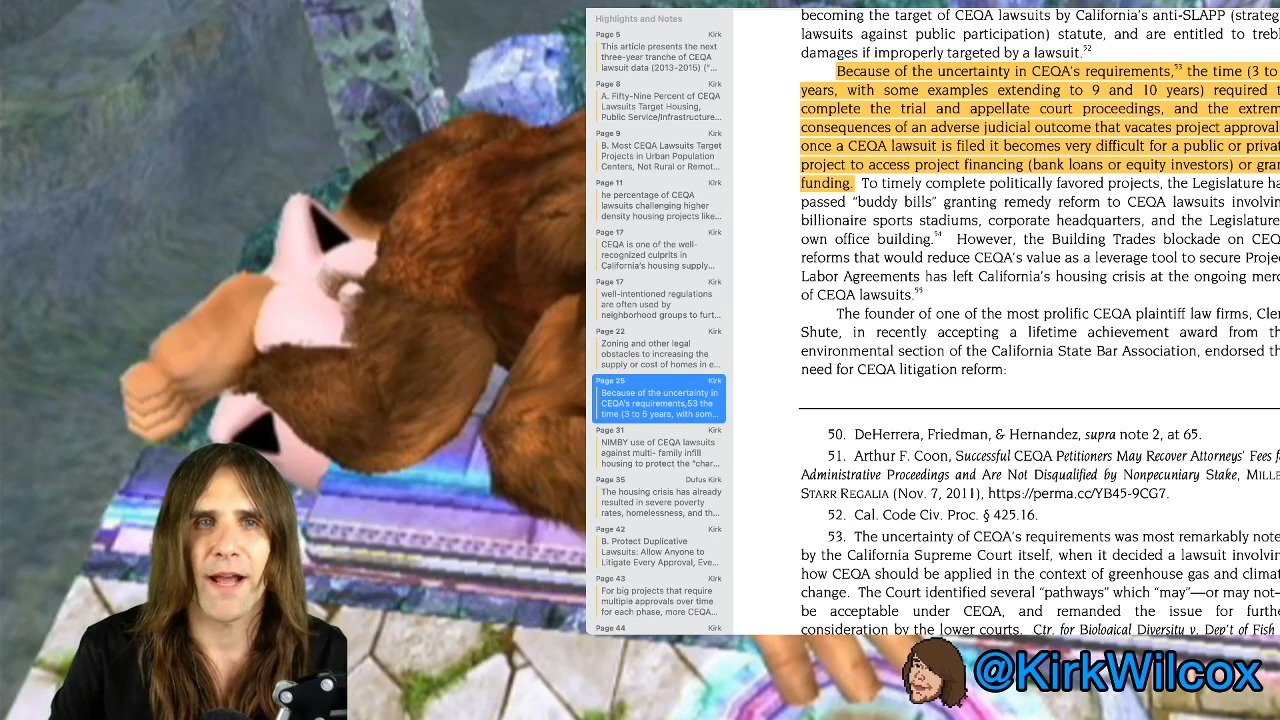 Highlights and Notes
Page 5 Kirk
This article presents the next
three-year tranche of CEQA
lawsuit data (2013-2015) ("...
Page 8 Kirk
A. Fifty-Nine Percent of CEQA
Lawsuits Target Housing,
Public Service/Infrastructure...
Page 9 Kirk
B. Most CEQA Lawsuits Target
Projects in Urban Population
Centers, Not Rural or Remot...
Page 11 Kirk
he percentage of CEQA
lawsuits challenging higher
density housing projects like...
Page 17 Kirk
CEQA is one of the well-
recognized culprits in
California's housing supply...
Page 17 Kirk
well-intentioned regulations
are often used by
neighborhood groups to furt...
Page 22 Kirk
Zoning and other legal
obstacles to increasing the
supply or cost of homes in e...
Page 25 Kirk
Because of the uncertainty in
CEQA's requirements,53 the
time (3 to 5 years, with som...
Page 31 Kirk
NIMBY use of CEQA lawsuits
against multi- family infill
housing to protect the "char...
Page 35 Dufus Kirk
The housing crisis has already
resulted in severe poverty
rates, homelessness, and th...
Page 42 Kirk
B. Protect Duplicative
Lawsuits: Allow Anyone to
Litigate Every Approval, Eve...
Page 43 Kirk
For big projects that require
multiple approvals over time
for each phase, more CEQA...
Page 44 Kirk
becoming the target of CEQA lawsuits by California's anti-SLAPP (strateg
lawsuits against public participation) statute, and are entitled to trebl
damages if improperly targeted by a lawsuit.52
Because of the uncertainty in CEQA's requirements,53 the time (3 to
years, with some examples extending to 9 and 10 years) required t
complete the trial and appellate court proceedings, and the extrem
consequences of an adverse judicial outcome that vacates project approval
once a CEQA lawsuit is filed it becomes very difficult for a public or privat
project to access project financing (bank loans or equity investors) or gran
funding. To timely complete politically favored projects, the Legislature ha
passed "buddy bills" granting remedy reform to CEQA lawsuits involvin
billionaire sports stadiums, corporate headquarters, and the Legislature
own office building.54 However, the Building Trades blockade on CEQ
reforms that would reduce CEQA's value as a leverage tool to secure Proje
Labor Agreements has left California's housing crisis at the ongoing merc
of CEQA lawsuits.55
The founder of one of the most prolific CEQA plaintiff law firms, Cle
Shute, in recently accepting a lifetime achievement award from th
environmental section of the California State Bar Association, endorsed th
need for CEQA litigation reform:
50. DeHerrera, Friedman, & Hernandez, supra note 2, at 65.
51. Arthur F. Coon, Successful CEQA Petitioners May Recover Attorneys' Fees f
Administrative Proceedings and Are Not Disqualified by Nonpecuniary Stake, MILLE
STARR REGALIA (Nov. 7, 2011), https://perma.cc/YB45-9CG7.
52. Cal. Code Civ. Proc. § 425.16.
53. The uncertainty of CEQA's requirements was most remarkably note
by the California Supreme Court itself, when it decided a lawsuit involvin
how CEQA should be applied in the context of greenhouse gas and climat
change. The Court identified several "pathways" which "may"—or may not—
be acceptable under CEQA, and remanded the issue for furthe
consideration by the lower courts. Ctr. for Biological Diversity v. Dep't of Fish
@KirkWilcox